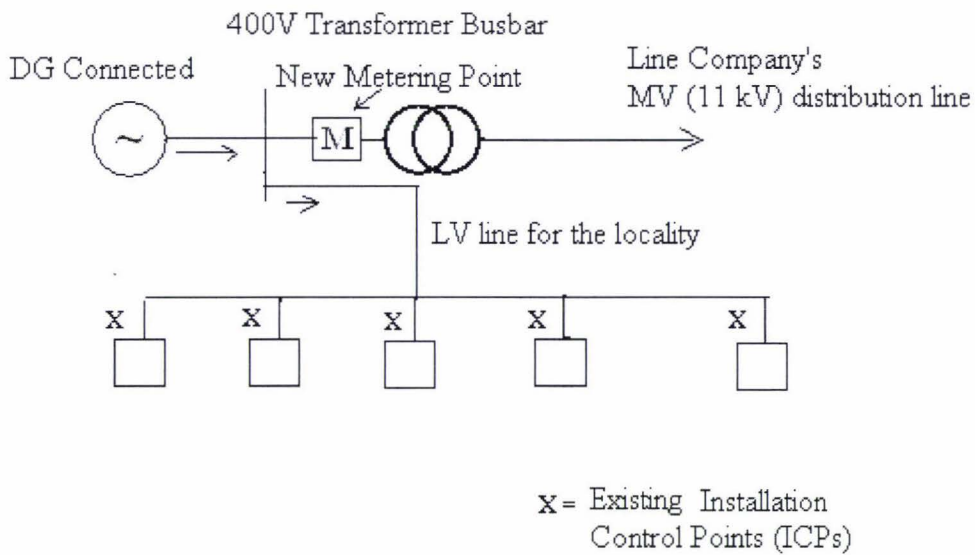 400V Transformer Busbar
DG Connected
New Metering Point
Line Company's
MV (11 kV) distribution line
~
M
LV line for the locality
X X X X X
X = Existing Installation
Control Points (ICPs)